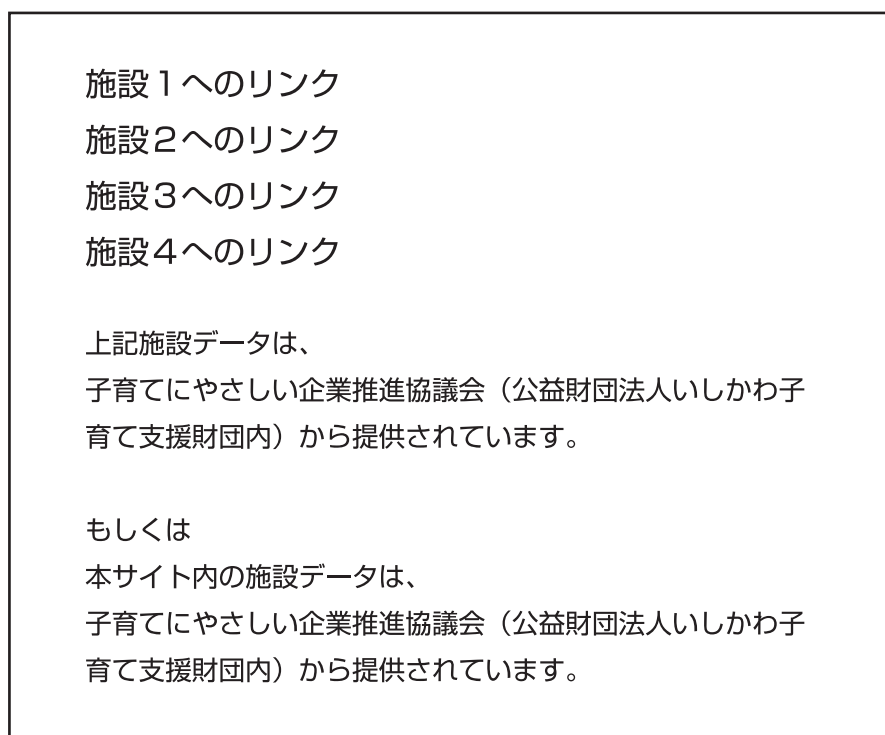 施設１へのリンク
施設２へのリンク
施設３へのリンク
施設４へのリンク
上記施設データは、
子育てにやさしい企業推進協議会（公益財団法人いしかわ子
育て支援財団内）から提供されています。
もしくは
本サイト内の施設データは、
子育てにやさしい企業推進協議会（公益財団法人いしかわ子
育て支援財団内）から提供されています。